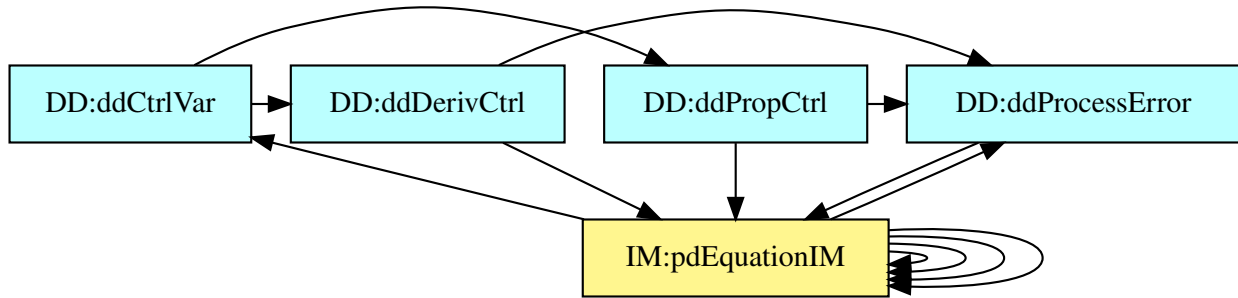 DD:ddCtrlVar
DD:ddDerivCtrl
DD:ddPropCtrl
DD:ddProcessError
IM:pdEquationIM